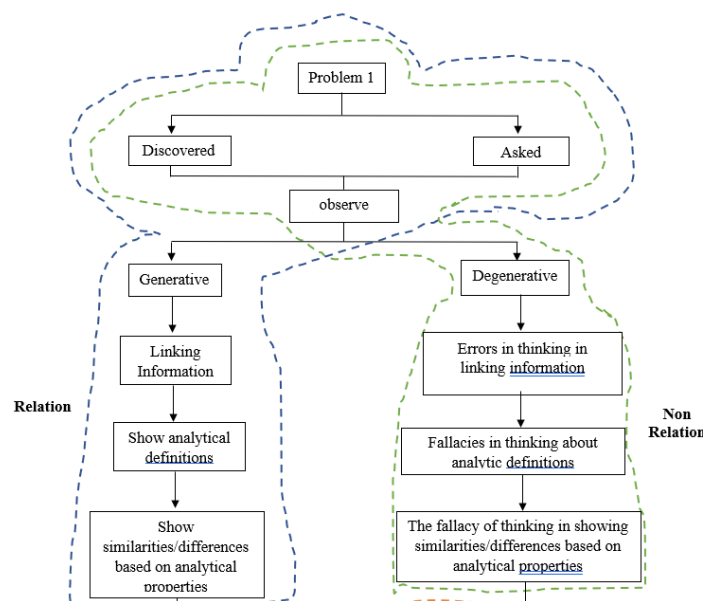 Problem 1
Discovered
Asked
observe
Generative
Degenerative
Linking
Information
Errors in thinking in
linking information
Relation
Non
Relation
Show analytical
definitions
Fallacies in thinking about
analytic definitions
Show
similarities/differences
based on analytical
properties
The fallacy of thinking in showing
similarities/differences based on
analytical properties